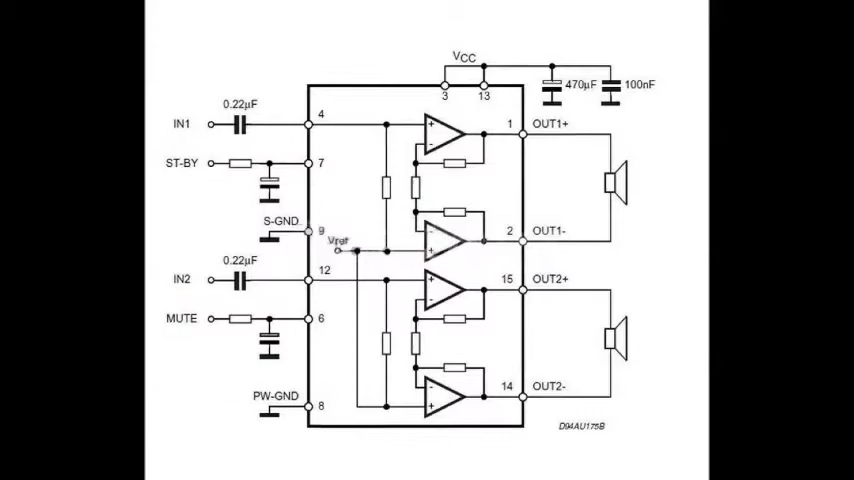 VCC
470µF
100nF
3
13
0.22µF
IN1
4
1
OUT1+
ST-BY
7
S-GND
9
Vref
2
OUT1-
0.22µF
IN2
12
15
OUT2+
MUTE
6
PW-GND
8
14
OUT2-
D94AU175B
+
-
-
+
+
-
-
+